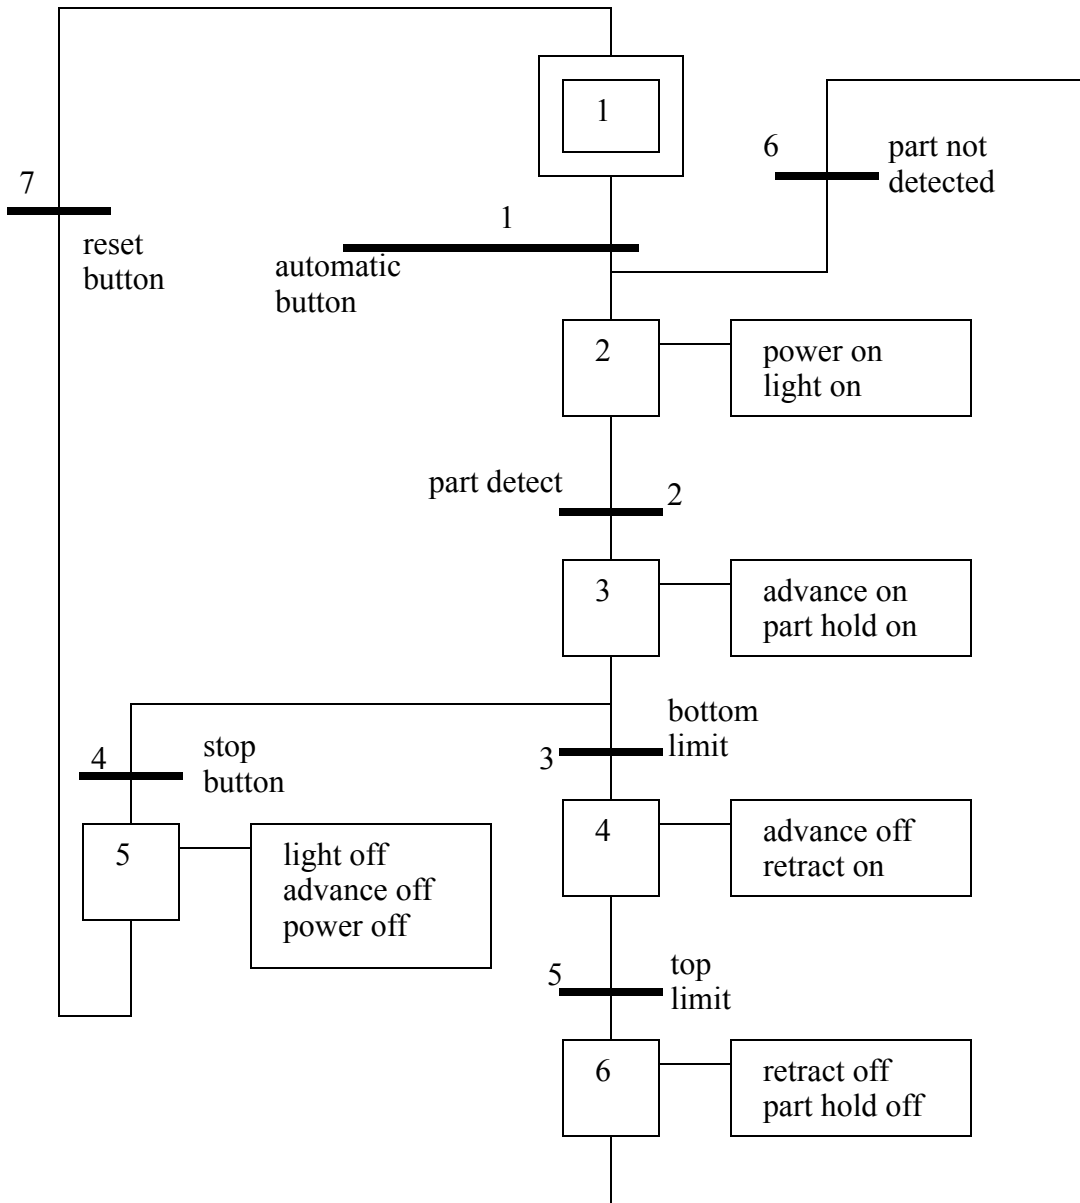 1
6
part not
detected
7
1
reset
button
automatic
button
2
power on
light on
part detect
2
3
advance on
part hold on
bottom
limit
3
4
stop
button
4
advance off
retract on
5
light off
advance off
power off
5
top
limit
6
retract off
part hold off